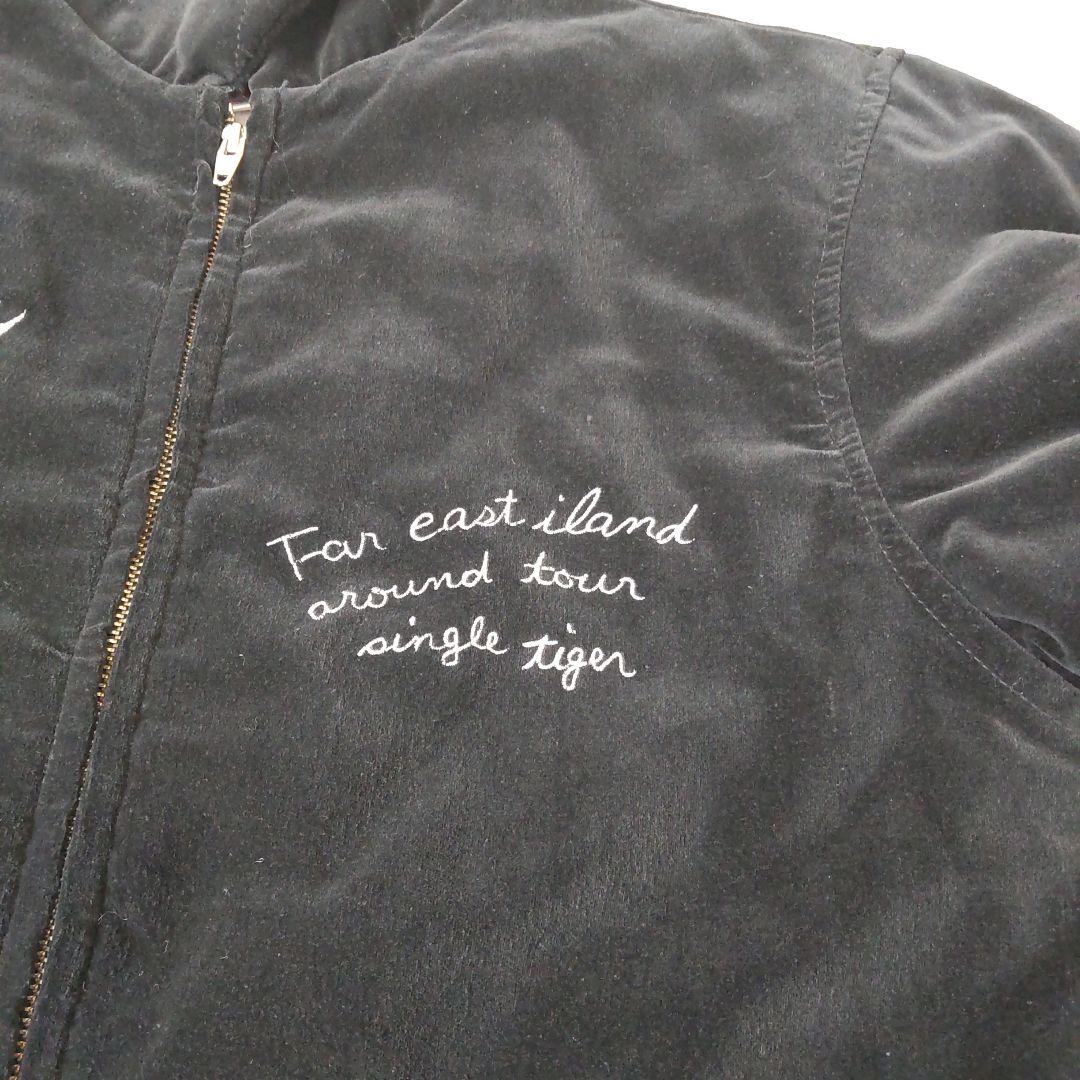 Far east iland
around tour
single tiger